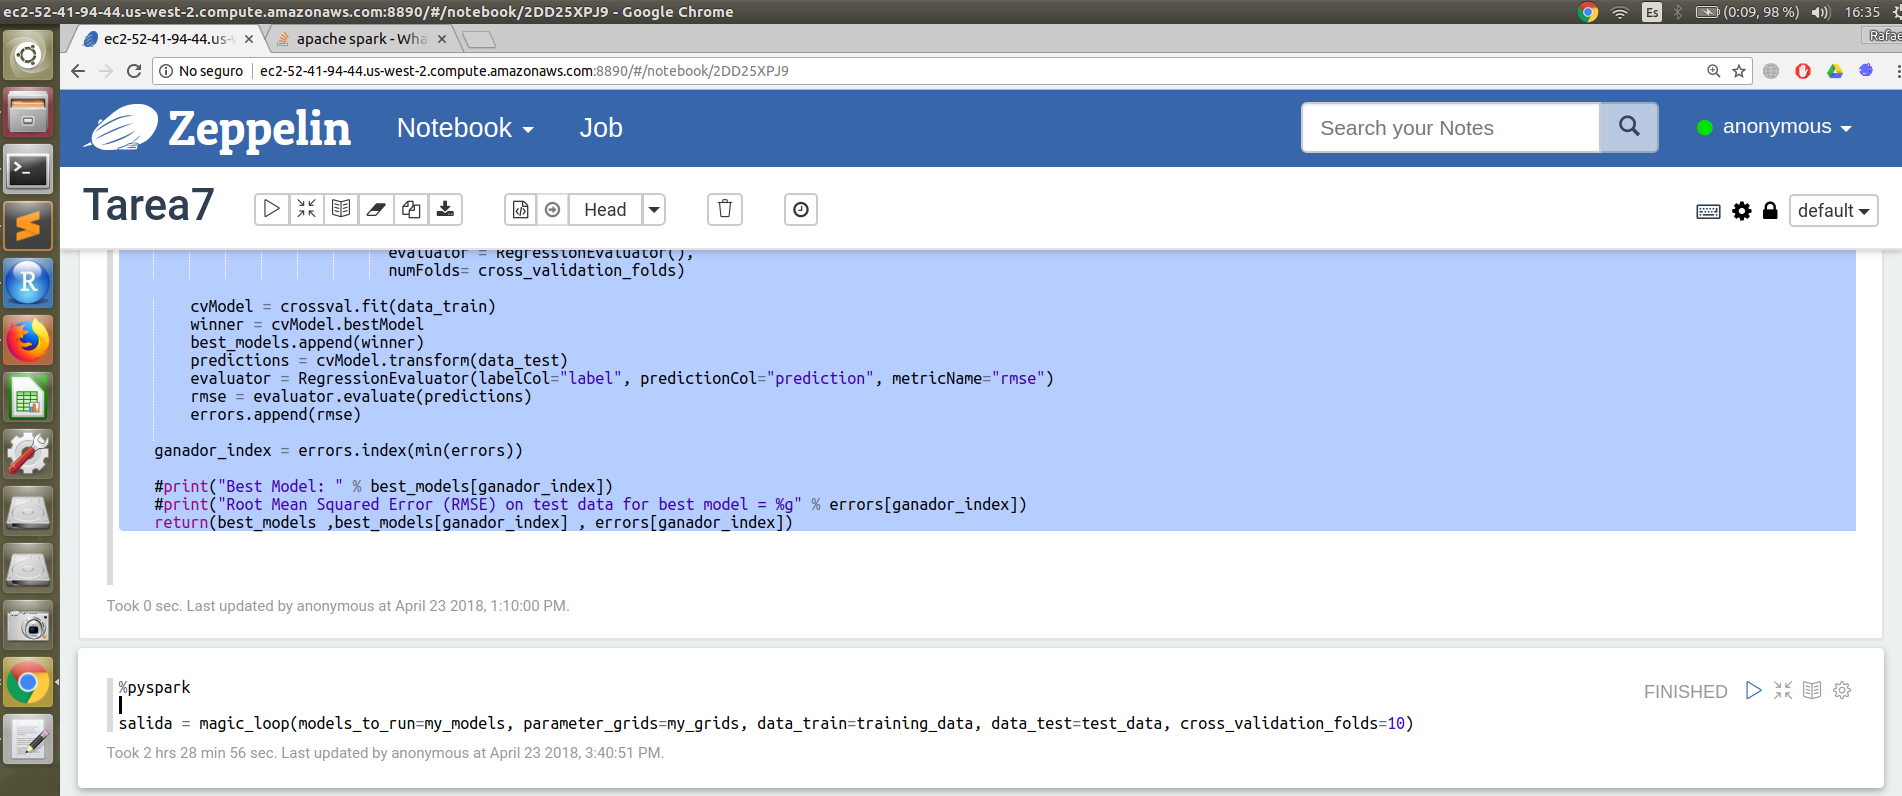 ec2-52-41-94-44.us-west-2.compute.amazonaws.com:8890/#/notebook/2DD25XPJ9 - Google Chrome
Es (0:09, 98 %) 16:35
ec2-52-41-94-44.us-w × apache spark - Wha ×
Rafae
No seguro ec2-52-41-94-44.us-west-2.compute.amazonaws.com:8890/#/notebook/2DD25XPJ9
Zeppelin Notebook Job Search your Notes anonymous
Tarea7 Head default
evaluator = RegressionEvaluator(),
numFolds= cross_validation_folds)
cvModel = crossval.fit(data_train)
winner = cvModel.bestModel
best_models.append(winner)
predictions = cvModel.transform(data_test)
evaluator = RegressionEvaluator(labelCol="label", predictionCol="prediction", metricName="rmse")
rmse = evaluator.evaluate(predictions)
errors.append(rmse)
ganador_index = errors.index(min(errors))
#print("Best Model: " % best_models[ganador_index])
#print("Root Mean Squared Error (RMSE) on test data for best model = %g" % errors[ganador_index])
return(best_models ,best_models[ganador_index] , errors[ganador_index])
Took 0 sec. Last updated by anonymous at April 23 2018, 1:10:00 PM.
%pyspark
FINISHED
salida = magic_loop(models_to_run=my_models, parameter_grids=my_grids, data_train=training_data, data_test=test_data, cross_validation_folds=10)
Took 2 hrs 28 min 56 sec. Last updated by anonymous at April 23 2018, 3:40:51 PM.